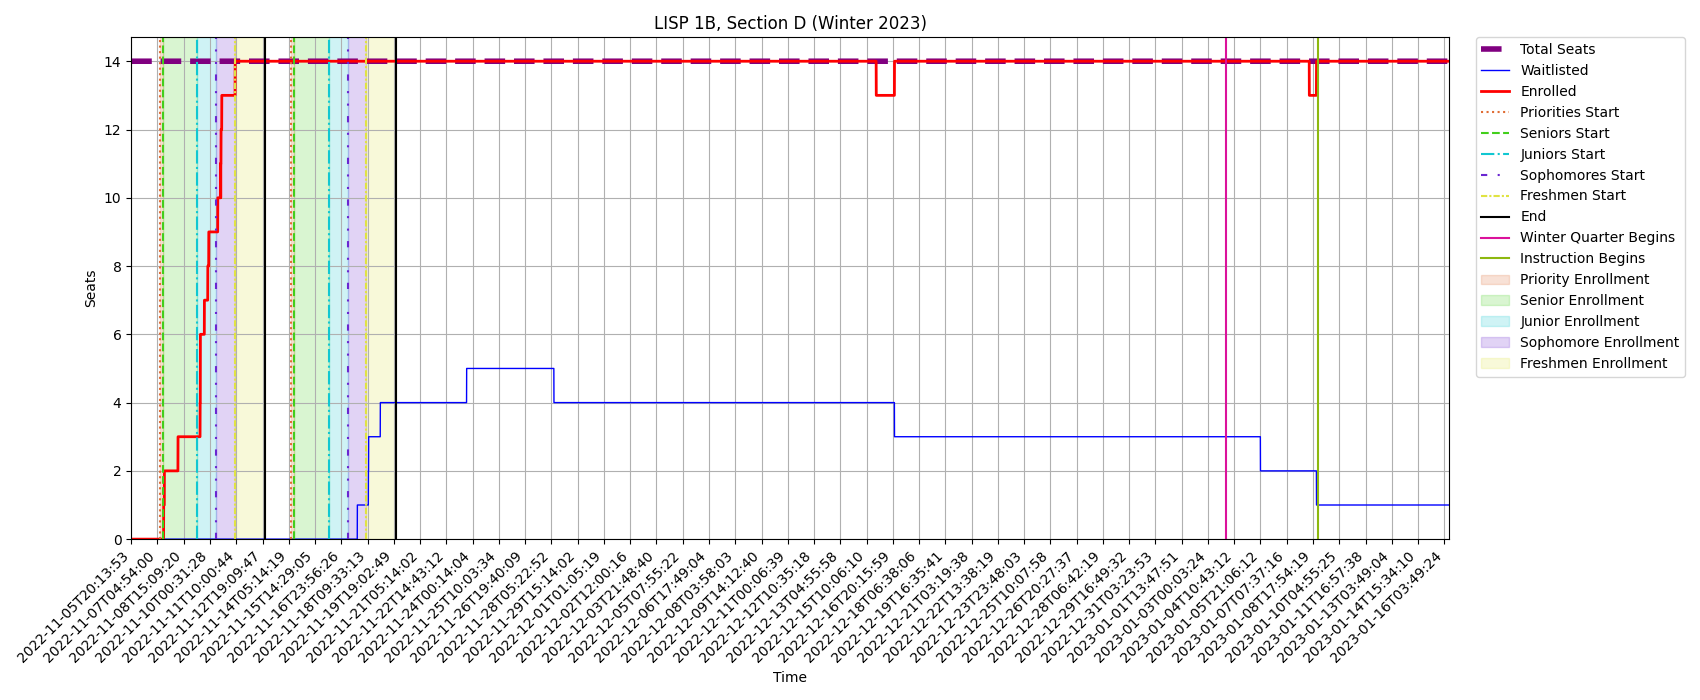 LISP 1B, Section D (Winter 2023)
Seats
14
12
10
8
6
4
2
0
2022-11-05T20:13:53
2022-11-07T04:54:00
2022-11-08T15:09:20
2022-11-10T00:31:28
2022-11-11T10:00:44
2022-11-12T19:09:47
2022-11-14T05:14:19
2022-11-15T14:29:05
2022-11-16T23:56:26
2022-11-18T09:33:13
2022-11-19T19:02:49
2022-11-21T05:14:02
2022-11-22T14:43:12
2022-11-24T00:14:04
2022-11-25T10:03:34
2022-11-26T19:40:09
2022-11-28T05:22:52
2022-11-29T15:14:02
2022-12-01T01:05:19
2022-12-02T12:00:16
2022-12-03T21:48:40
2022-12-05T07:55:22
2022-12-06T17:49:04
2022-12-08T03:58:03
2022-12-09T14:12:40
2022-12-11T00:06:39
2022-12-12T10:35:18
2022-12-13T04:55:58
2022-12-15T10:06:10
2022-12-16T20:15:59
2022-12-18T06:38:06
2022-12-19T16:35:41
2022-12-21T03:19:38
2022-12-22T13:38:19
2022-12-23T23:48:03
2022-12-25T10:07:58
2022-12-26T20:27:37
2022-12-28T06:42:19
2022-12-29T16:49:32
2022-12-31T03:23:53
2023-01-01T13:47:51
2023-01-03T00:03:24
2023-01-04T10:43:12
2023-01-05T21:06:12
2023-01-07T07:37:16
2023-01-08T17:54:19
2023-01-10T04:55:25
2023-01-11T16:57:38
2023-01-13T03:49:04
2023-01-14T15:34:10
2023-01-16T03:49:24
Time
Total Seats
Waitlisted
Enrolled
Priorities Start
Seniors Start
Juniors Start
Sophomores Start
Freshmen Start
End
Winter Quarter Begins
Instruction Begins
Priority Enrollment
Senior Enrollment
Junior Enrollment
Sophomore Enrollment
Freshmen Enrollment